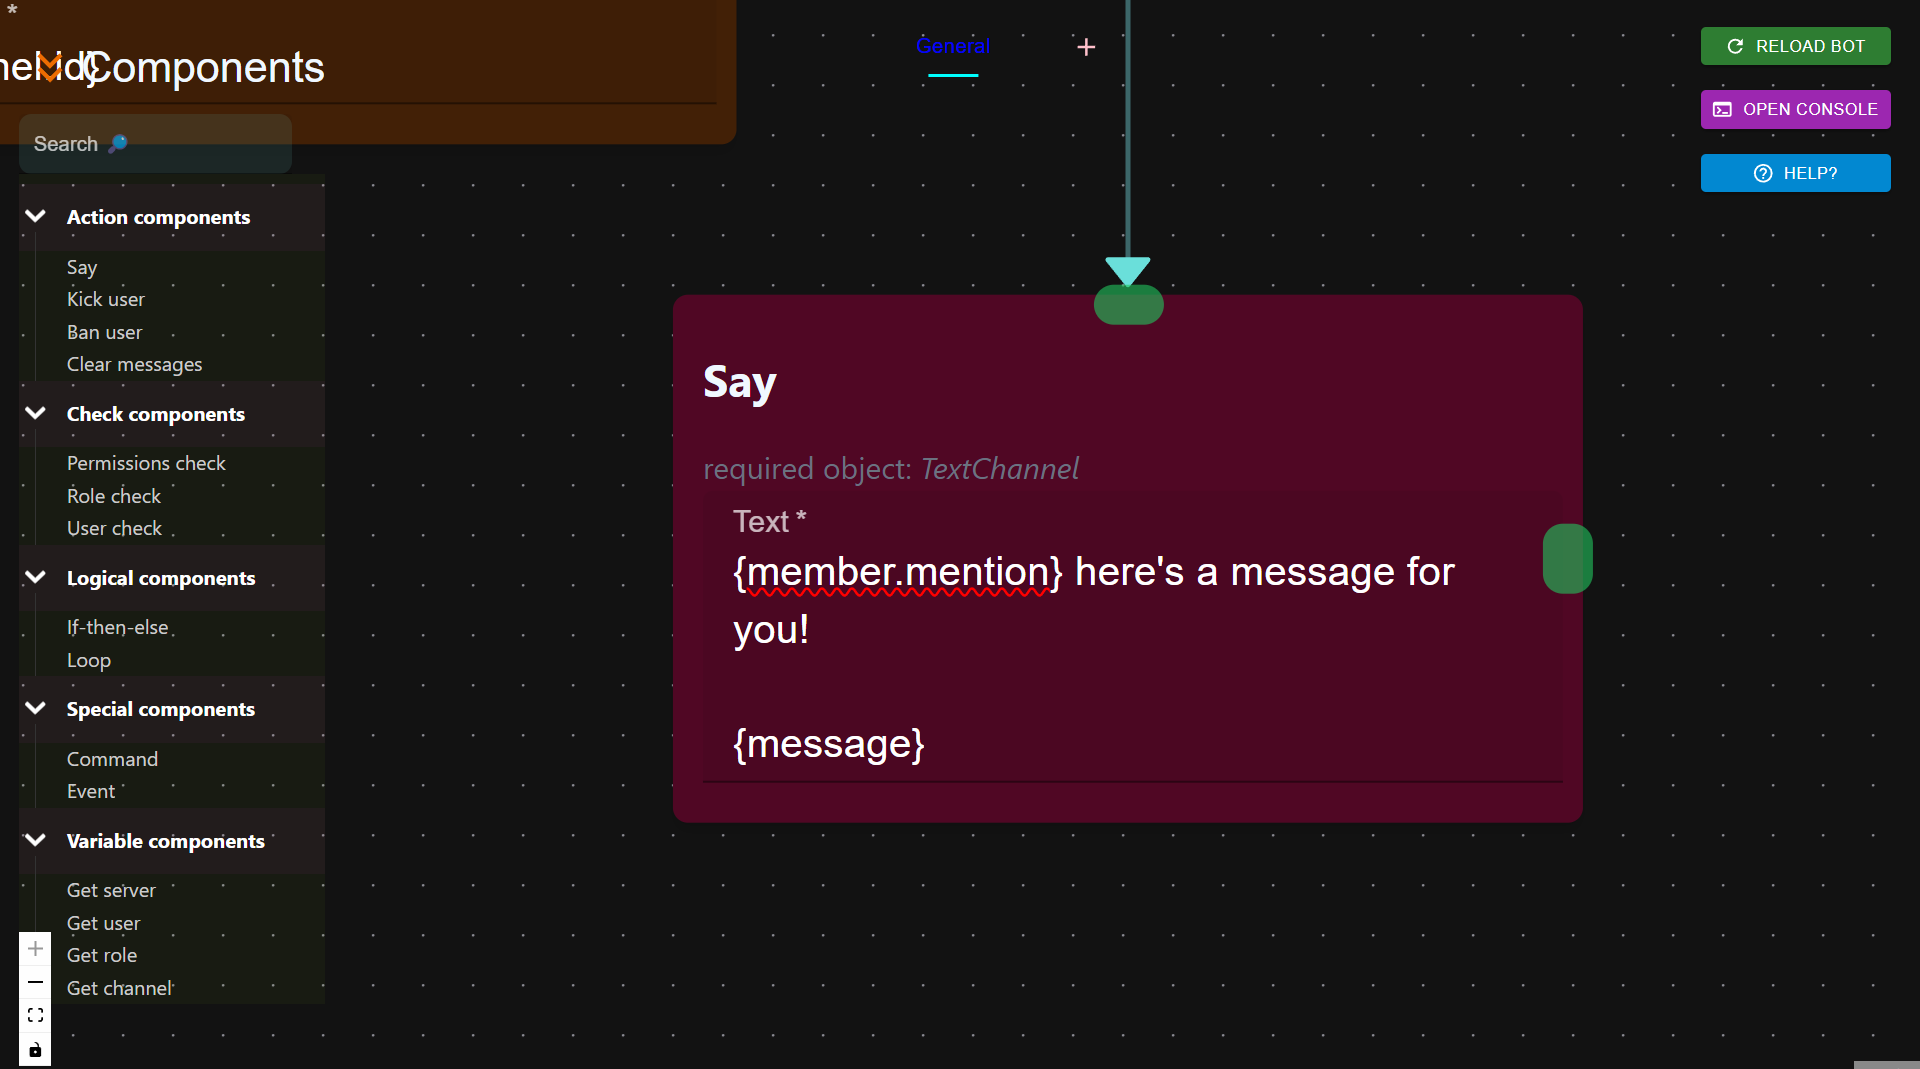 *
Components
General
+
RELOAD BOT
OPEN CONSOLE
HELP?
Search
Action components
Say
Kick user
Ban user
Clear messages
Check components
Permissions check
Role check
User check
Logical components
If-then-else
Loop
Special components
Command
Event
Variable components
Get server
Get user
Get role
Get channel
Say
required object: TextChannel
Text *
{member.mention} here's a message for
you!
{message}